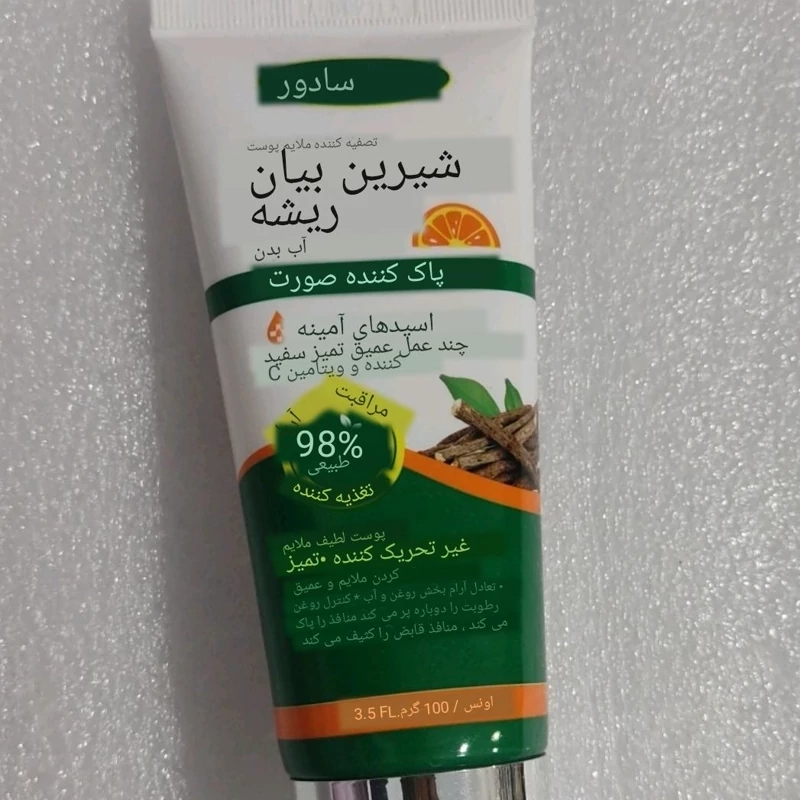 سادور
تصفیه کننده ملایم پوست
شیرین بیان
ریشه
آب بدن
پاک کننده صورت
اسیدهای آمینه
چند عمل عمیق تمیز سفید
کننده و ویتامین C
مراقبت
98%
طبیعی
تغذیه کننده
پوست لطیف ملایم
غیر تحریک کننده •تمیز
کردن ملایم و عمیق
• تعادل آرام بخش روغن و آب * کنترل روغن
رطوبت را دوباره پر می کند منافذ را پاک
می کند ، منافذ قابض را کثیف می کند
3.5 FL.اونس / 100 گرم